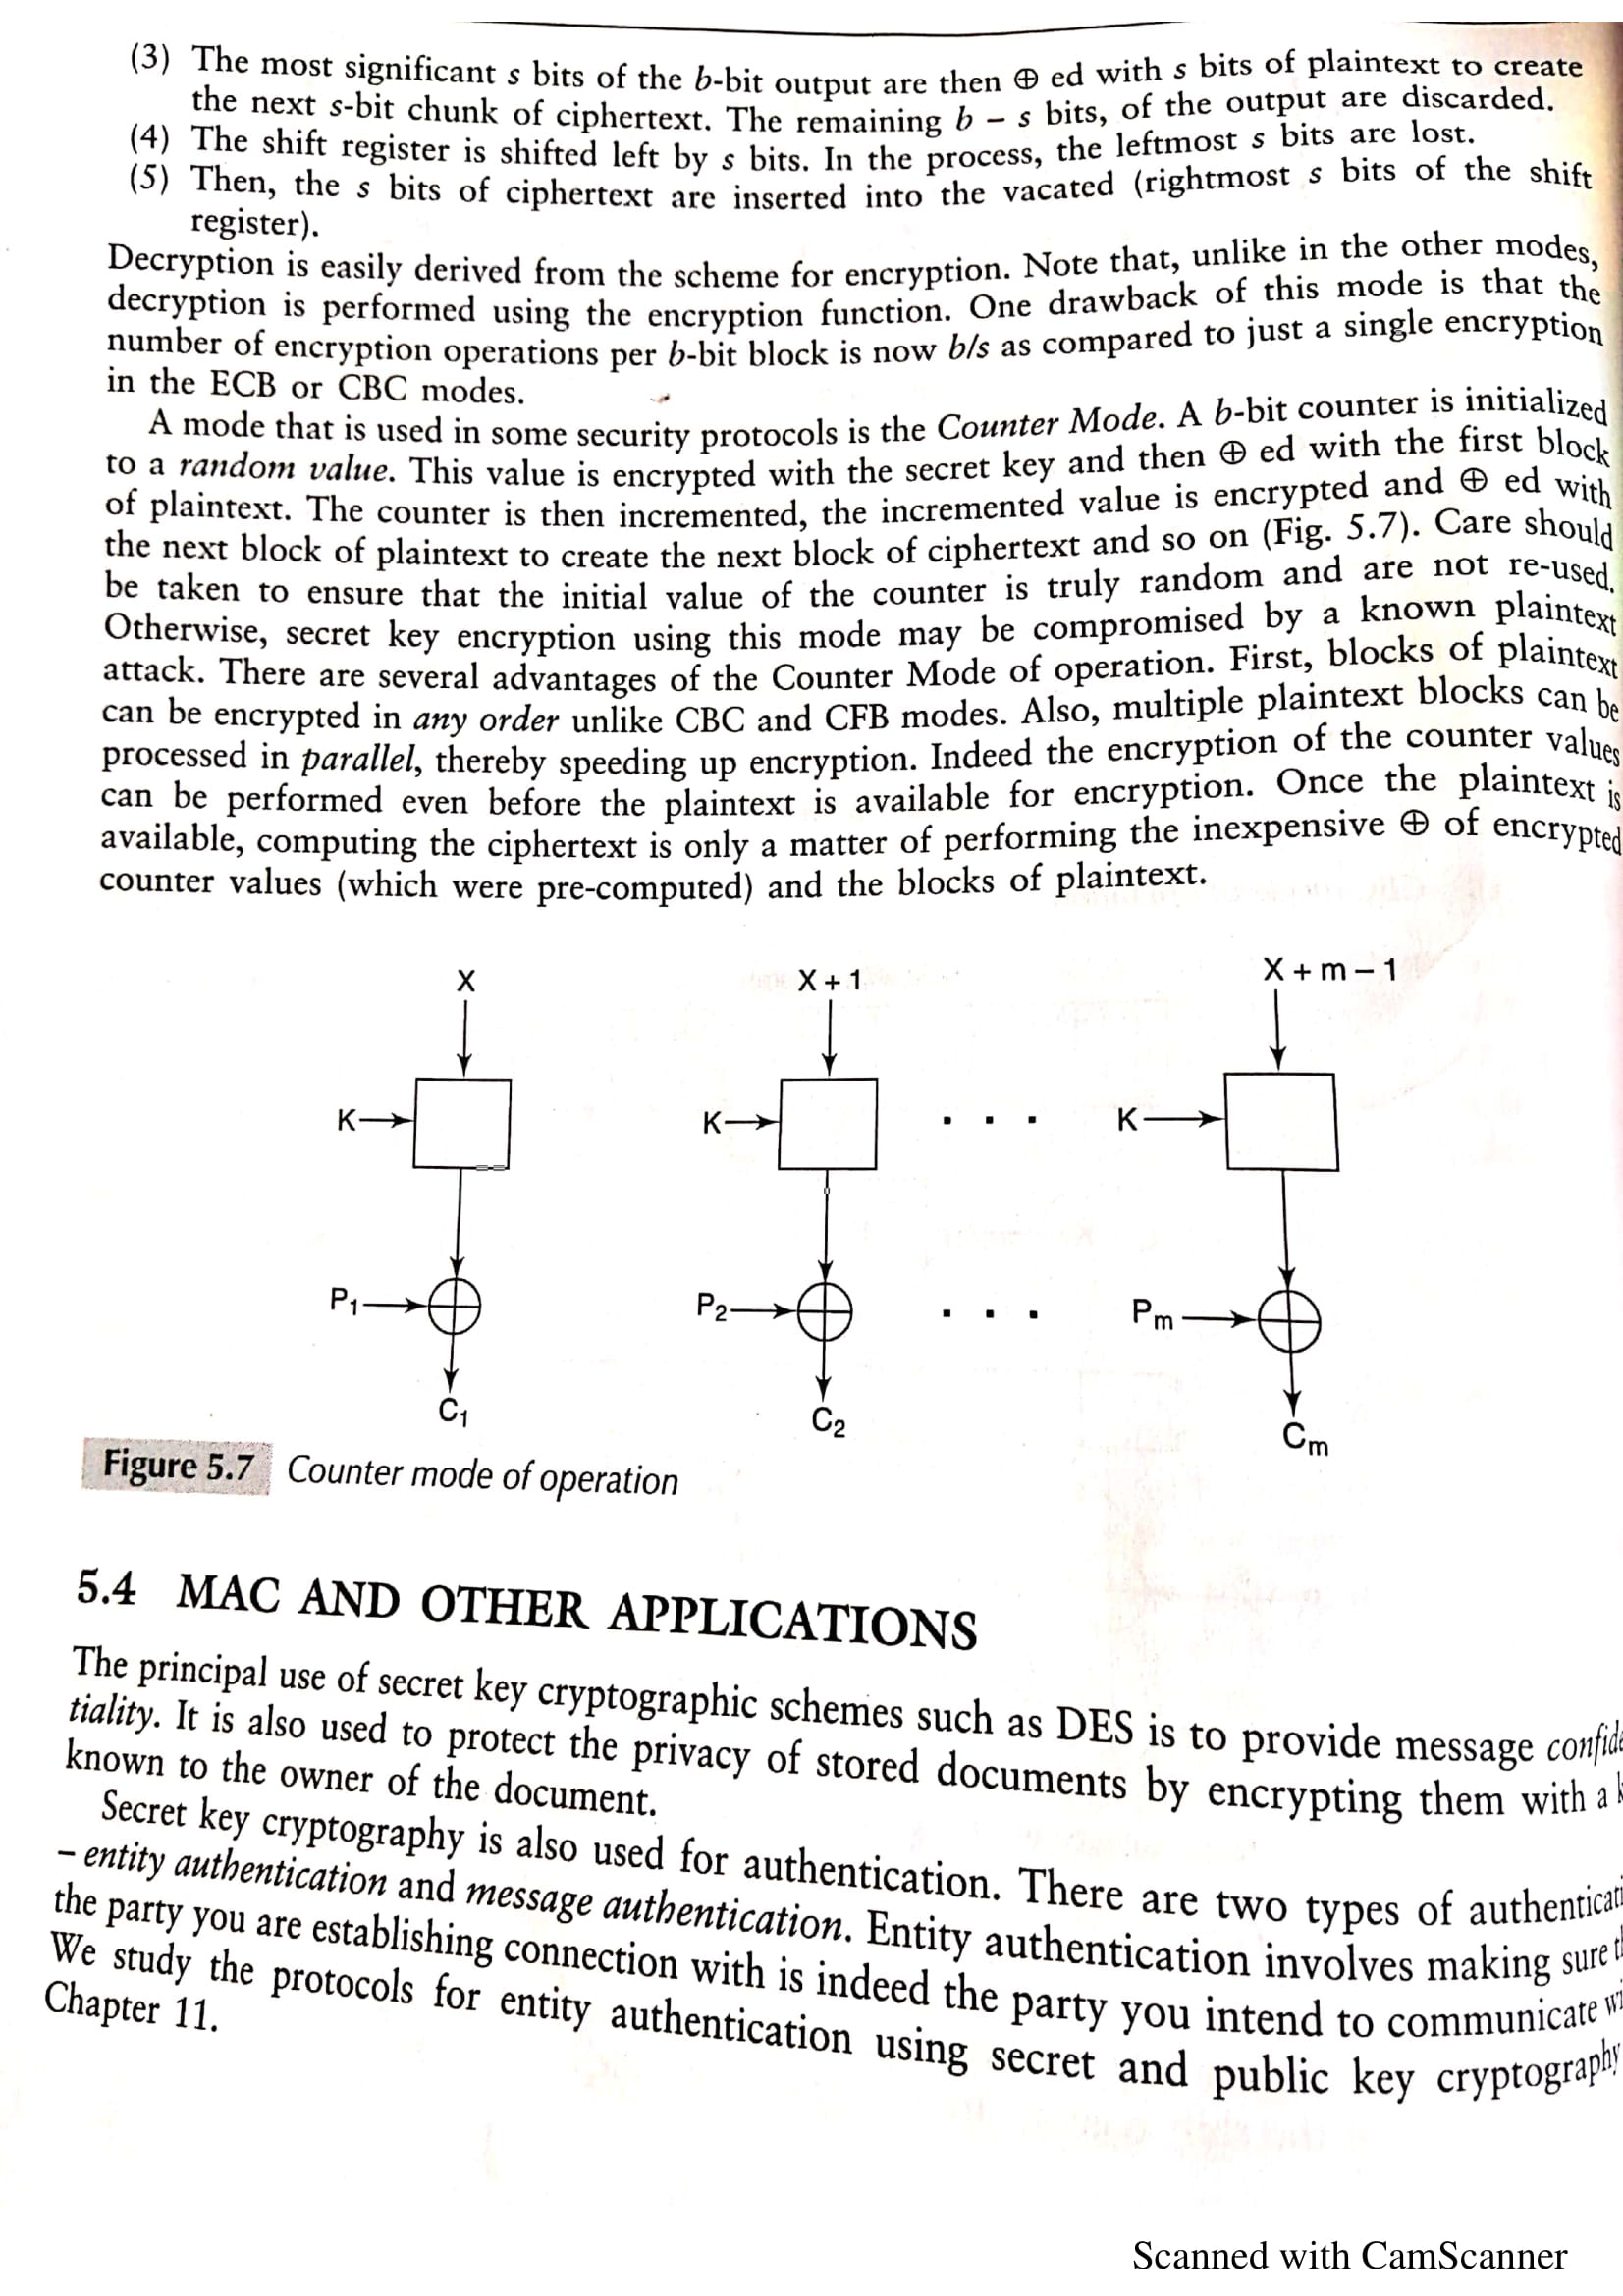 (3) The most significant s bits of the b-bit output are then ⊕ ed with s bits of plaintext to create
the next s-bit chunk of ciphertext. The remaining b – s bits, of the output are discarded.
(4) The shift register is shifted left by s bits. In the process, the leftmost s bits are lost.
(5) Then, the s bits of ciphertext are inserted into the vacated (rightmost s bits of the shift
register).
Decryption is easily derived from the scheme for encryption. Note that, unlike in the other modes,
decryption is performed using the encryption function. One drawback of this mode is that the
number of encryption operations per b-bit block is now b/s as compared to just a single encryption
in the ECB or CBC modes.
A mode that is used in some security protocols is the Counter Mode. A b-bit counter is initialized
to a random value. This value is encrypted with the secret key and then ⊕ ed with the first block
of plaintext. The counter is then incremented, the incremented value is encrypted and ⊕ ed with
the next block of plaintext to create the next block of ciphertext and so on (Fig. 5.7). Care should
be taken to ensure that the initial value of the counter is truly random and are not re-used.
Otherwise, secret key encryption using this mode may be compromised by a known plaintext
attack. There are several advantages of the Counter Mode of operation. First, blocks of plaintext
can be encrypted in any order unlike CBC and CFB modes. Also, multiple plaintext blocks can be
processed in parallel, thereby speeding up encryption. Indeed the encryption of the counter values
can be performed even before the plaintext is available for encryption. Once the plaintext is
available, computing the ciphertext is only a matter of performing the inexpensive ⊕ of encrypted
counter values (which were pre-computed) and the blocks of plaintext.
X X + 1 X + m – 1
K K . . . K
P1 P2 . . . Pm
C1 C2 Cm
Figure 5.7 Counter mode of operation
5.4 MAC AND OTHER APPLICATIONS
The principal use of secret key cryptographic schemes such as DES is to provide message confide
tiality. It is also used to protect the privacy of stored documents by encrypting them with a k
known to the owner of the document.
Secret key cryptography is also used for authentication. There are two types of authenticati
– entity authentication and message authentication. Entity authentication involves making sure th
the party you are establishing connection with is indeed the party you intend to communicate wi
We study the protocols for entity authentication using secret and public key cryptography
Chapter 11.
Scanned with CamScanner